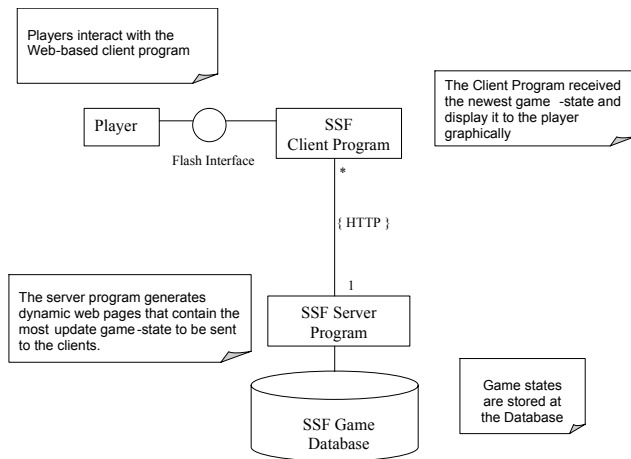 Players interact with the
Web-based client program
The Client Program received
the newest game -state and
display it to the player
graphically
Player
SSF
Client Program
Flash Interface
*
{ HTTP }
1
The server program generates
dynamic web pages that contain the
most update game-state to be sent
to the clients.
SSF Server
Program
Game states
are stored at
the Database
SSF Game
Database